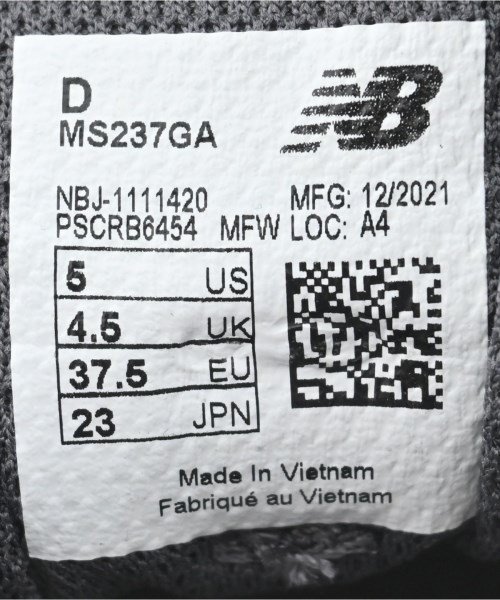 D
NB
MS237GA
NBJ-1111420 MFG: 12/2021
PSCRB6454 MFW LOC: A4
5 US
4.5 UK
37.5 EU
23 JPN
Made In Vietnam
Fabriqué au Vietnam